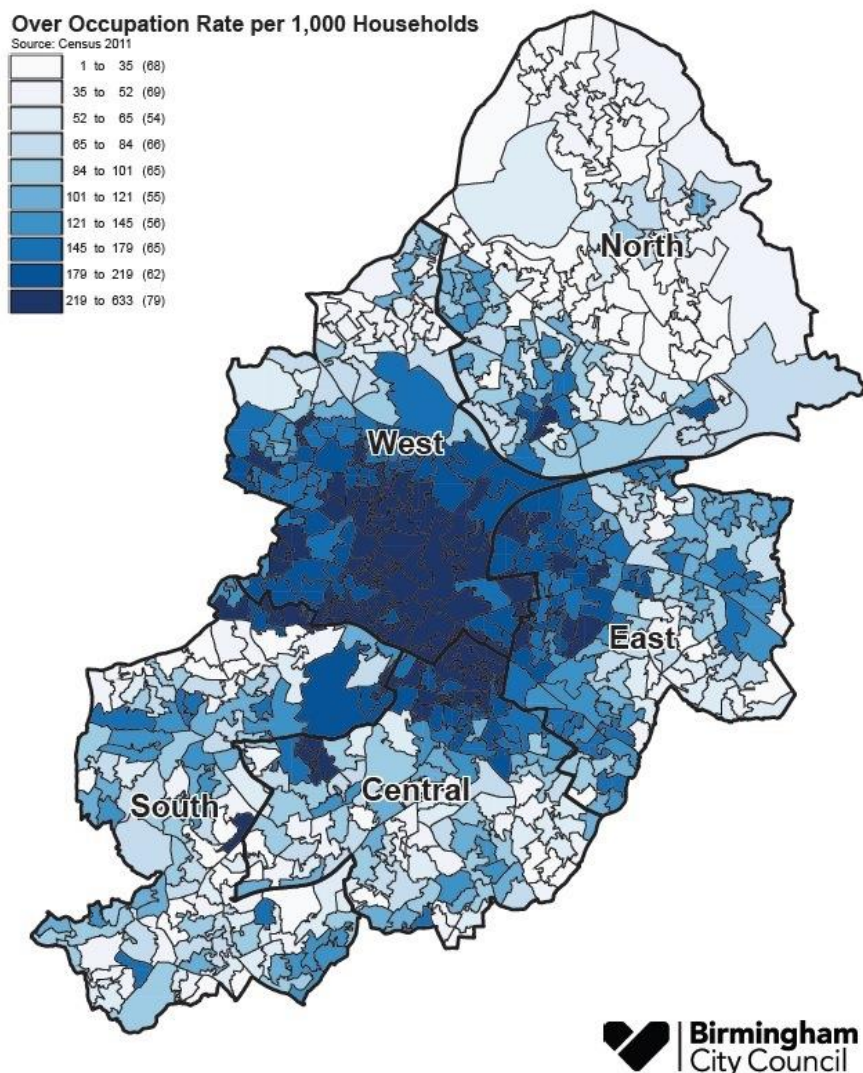 Over Occupation Rate per 1,000 Households
Source: Census 2011
1 to 35 (68)
35 to 52 (69)
52 to 65 (54)
65 to 84 (66)
84 to 101 (65)
101 to 121 (55)
121 to 145 (56)
145 to 179 (65)
179 to 219 (62)
219 to 633 (79)
North
West
East
South
Central
Birmingham
City Council